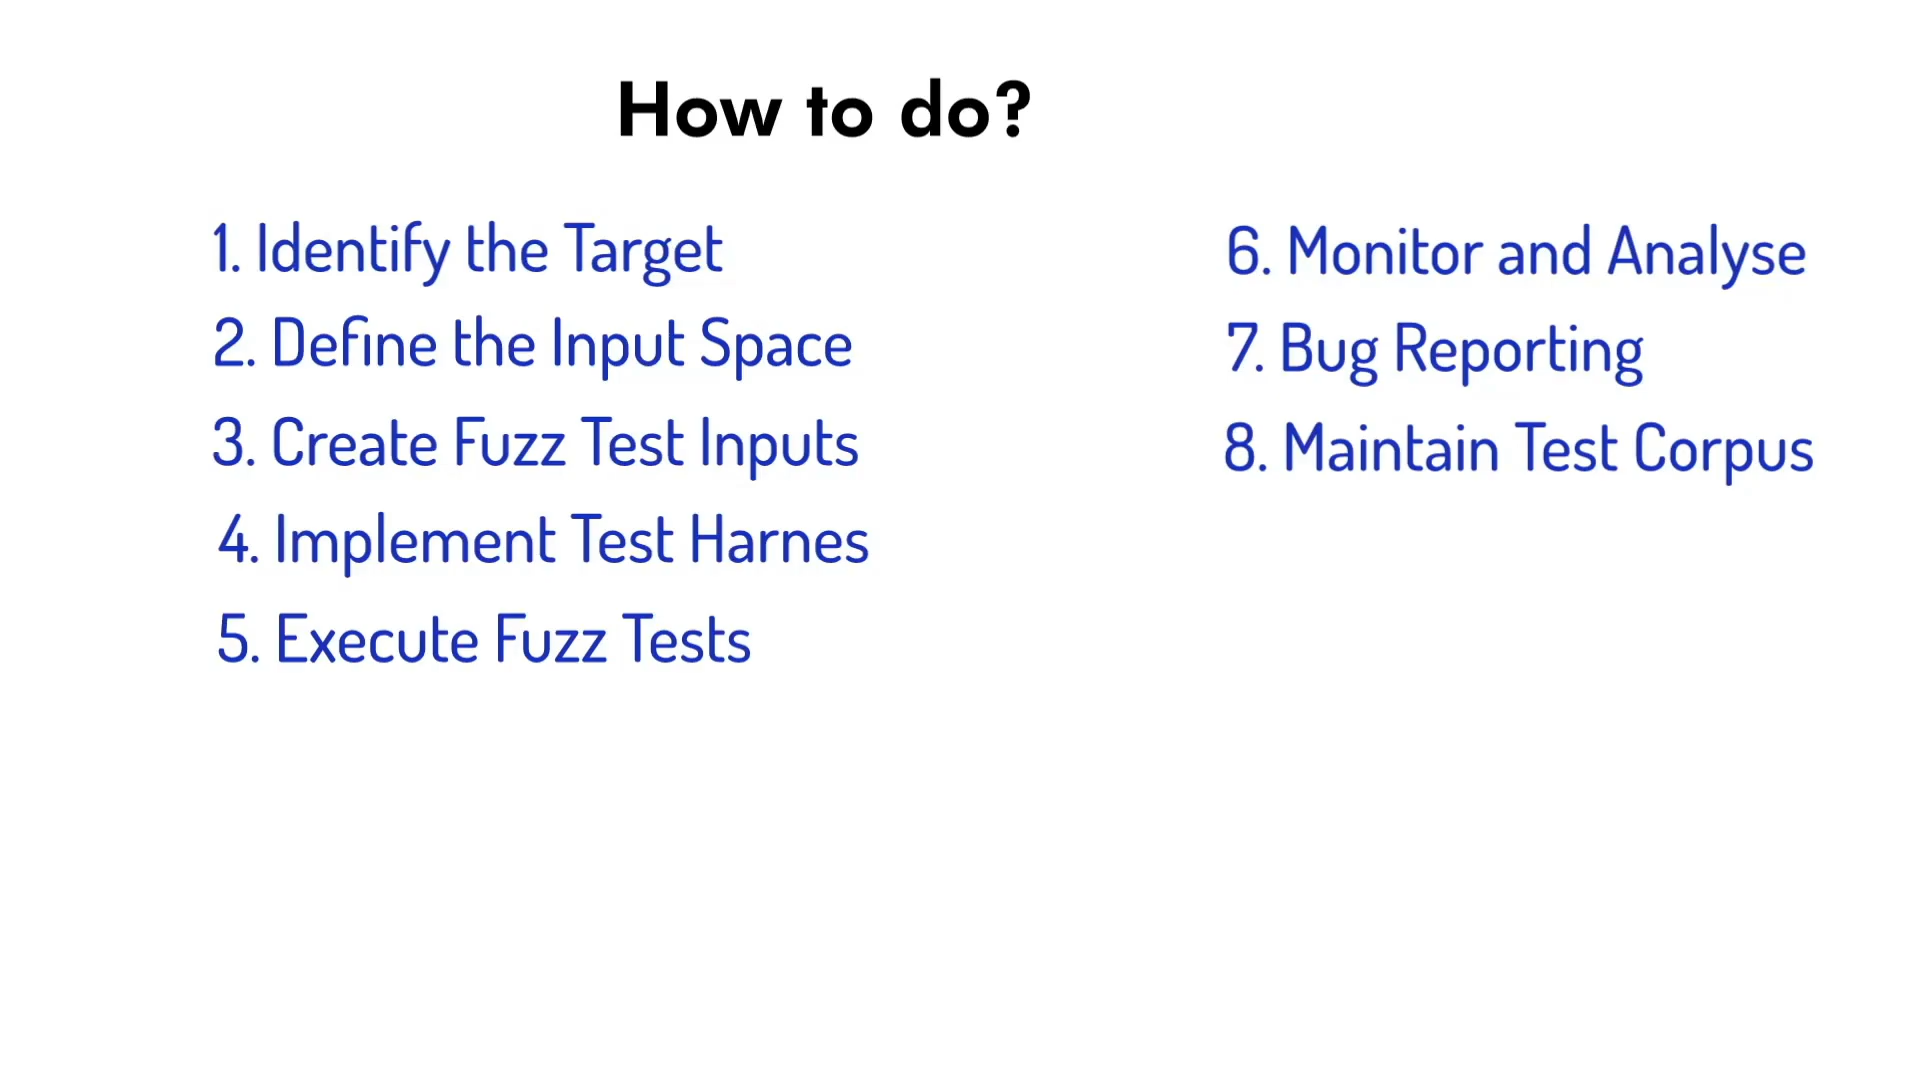 How to do?
1. Identify the Target
2. Define the Input Space
3. Create Fuzz Test Inputs
4. Implement Test Harnes
5. Execute Fuzz Tests
6. Monitor and Analyse
7. Bug Reporting
8. Maintain Test Corpus